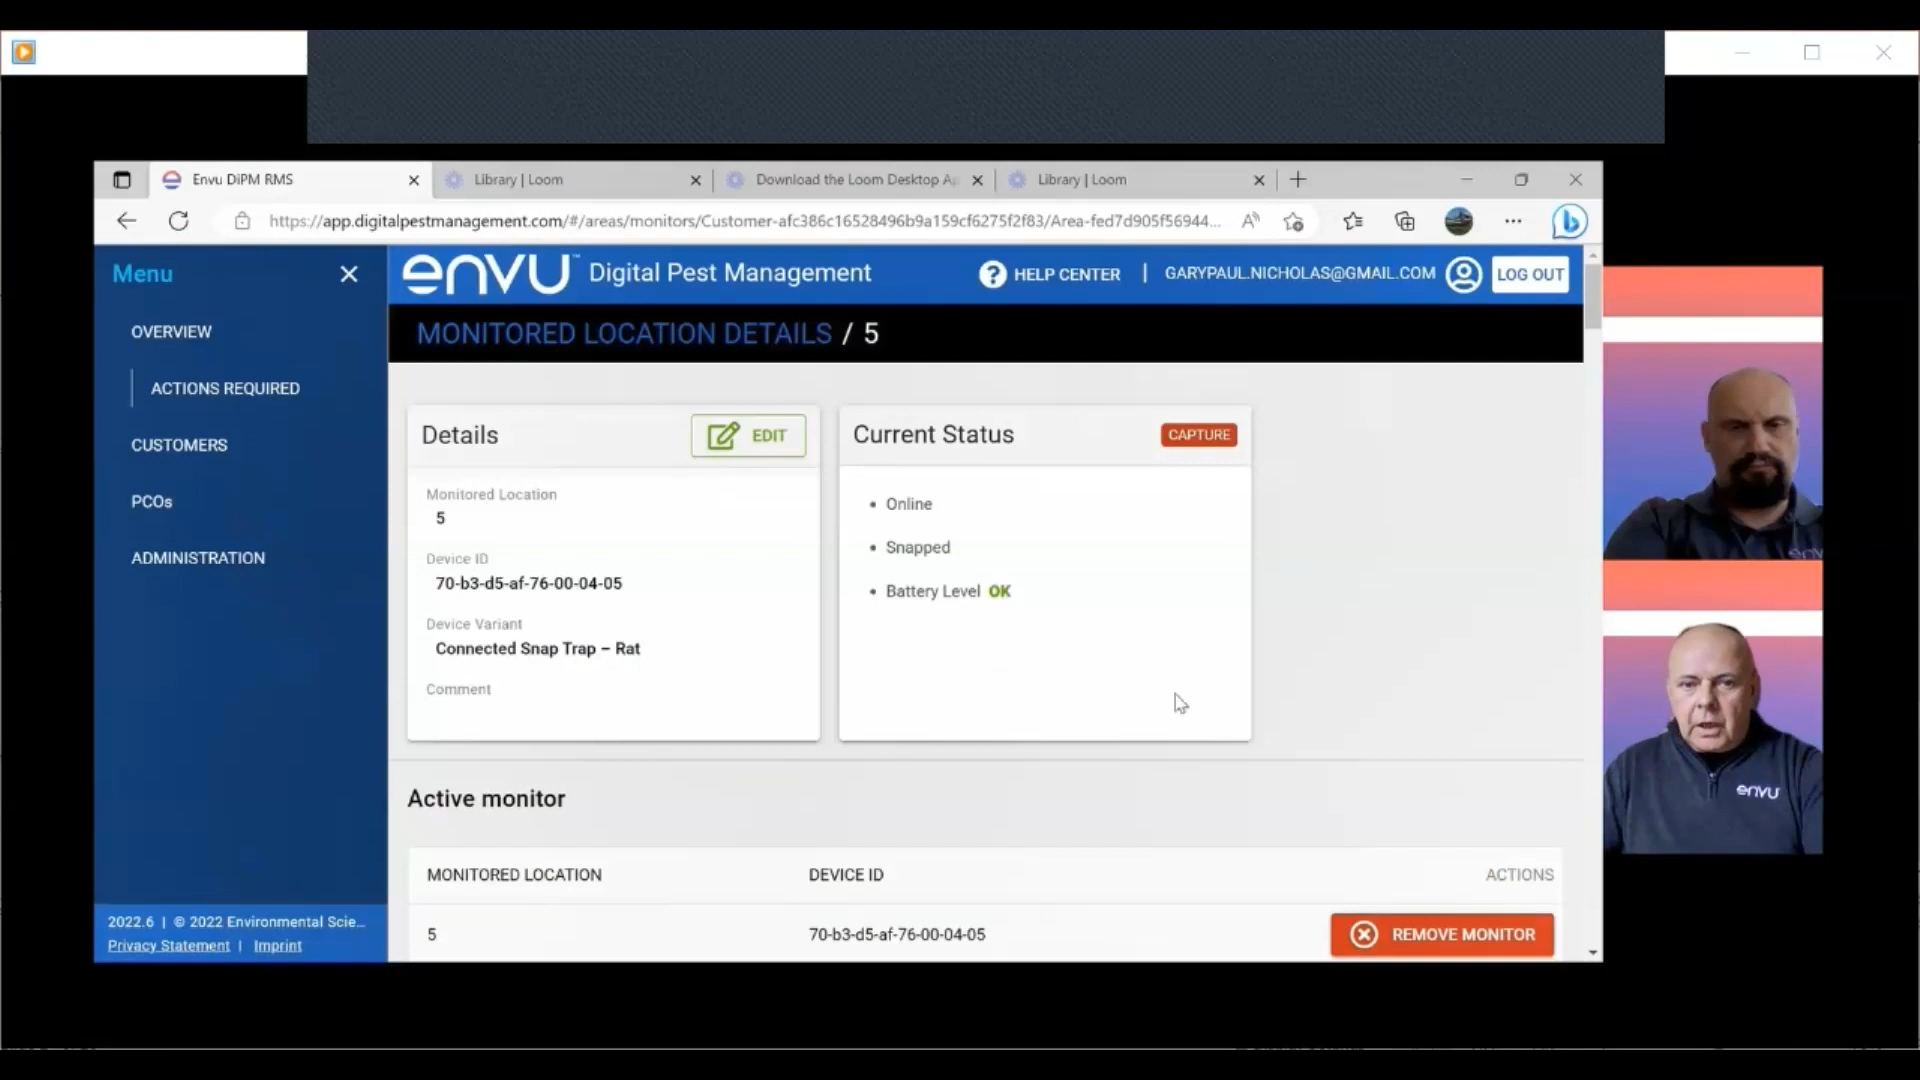 Envu DiPM RMS
Library | Loom
Download the Loom Desktop Ap
Library | Loom
https://app.digitalpestmanagement.com/#/areas/monitors/Customer-afc386c16528496b9a159cf6275f2f83/Area-fed7d905f56944...
Menu
envu™ Digital Pest Management
HELP CENTER | GARYPAUL.NICHOLAS@GMAIL.COM
LOG OUT
OVERVIEW
ACTIONS REQUIRED
CUSTOMERS
PCOs
ADMINISTRATION
MONITORED LOCATION DETAILS / 5
Details
EDIT
Monitored Location
5
Device ID
70-b3-d5-af-76-00-04-05
Device Variant
Connected Snap Trap – Rat
Comment
Current Status
CAPTURE
• Online
• Snapped
• Battery Level OK
Active monitor
MONITORED LOCATION DEVICE ID ACTIONS
5 70-b3-d5-af-76-00-04-05 REMOVE MONITOR
2022.6 | © 2022 Environmental Scie...
Privacy Statement | Imprint
envu